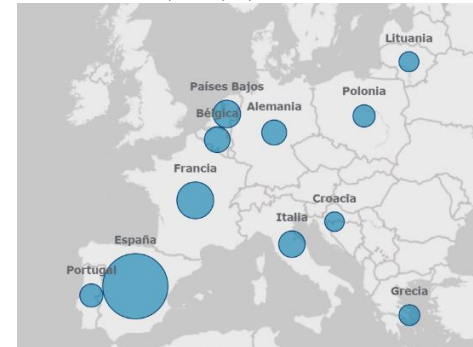 Lituania
Países Bajos
Polonia
Bélgica
Alemania
Francia
Croacia
Italia
España
Portugal
Grecia